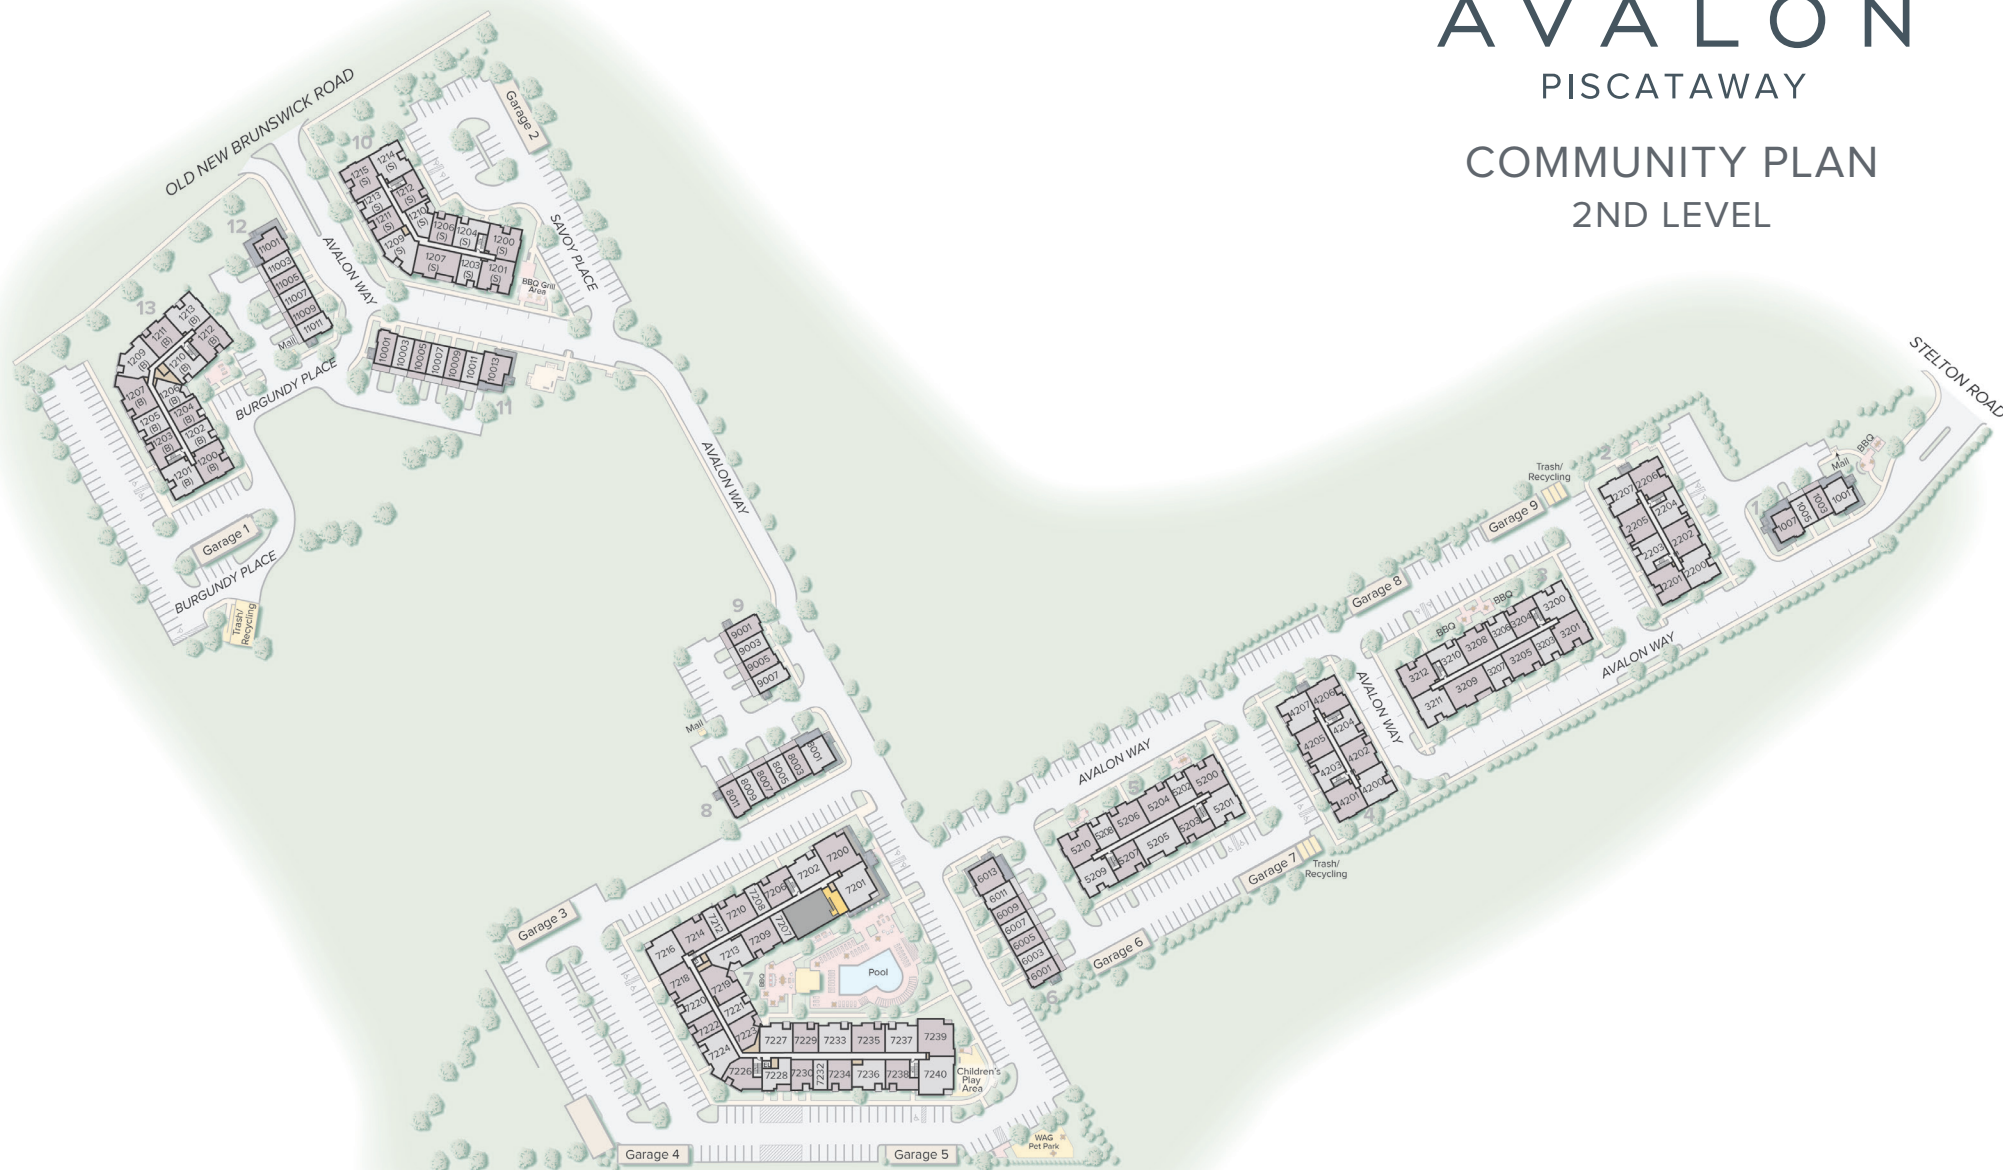 AVALON
PISCATAWAY
COMMUNITY PLAN
2ND LEVEL
OLD NEW BRUNSWICK ROAD
Garage 2
10
1214
(S)
1215
(S)
1212
(S)
1213
(S)
1210
(S)
1211
(S)
1209
(S)
1206
(S)
1204
(S)
1200
(S)
1207
(S)
1203
(S)
1201
(S)
BBQ Grill
Area
SAVOY PLACE
AVALON WAY
12
11001
11003
11005
11007
11009
11011
Mail
13
1213
(B)
1211
(B)
1212
(B)
1209
(B)
1210
(B)
1207
(B)
1206
(B)
1205
(B)
1204
(B)
1203
(B)
1202
(B)
1201
(B)
1200
(B)
BURGUNDY PLACE
10001
10003
10005
10007
10009
10011
10013
11
Garage 1
BURGUNDY PLACE
Trash/
Recycling
AVALON WAY
STELTON ROAD
BBQ
Mail
1
1007
1005
1003
1001
2
2207
2206
2205
2204
2203
2202
2201
2200
Trash/
Recycling
Garage 9
Garage 8
3
BBQ
BBQ
3212
3210
3208
3206
3204
3200
3211
3209
3207
3205
3203
3201
AVALON WAY
AVALON WAY
4207
4206
4205
4204
4203
4202
4201
4200
4
9
9001
9003
9005
9007
Mail
8
8011
8009
8007
8005
8003
8001
AVALON WAY
5
5210
5208
5206
5204
5202
5200
5209
5207
5205
5203
5201
Garage 7
Trash/
Recycling
Garage 6
6013
6011
6009
6007
6005
6003
6001
6
Garage 3
7216
7214
7212
7210
7208
7206
7202
7200
7201
7207
7209
7213
7218
7219
7220
7221
7222
7223
7224
7226
7
BBQ
Pool
7227
7229
7233
7235
7237
7239
7228
7230
7232
7234
7236
7238
7240
Children's
Play
Area
Garage 4
Garage 5
WAG
Pet Park